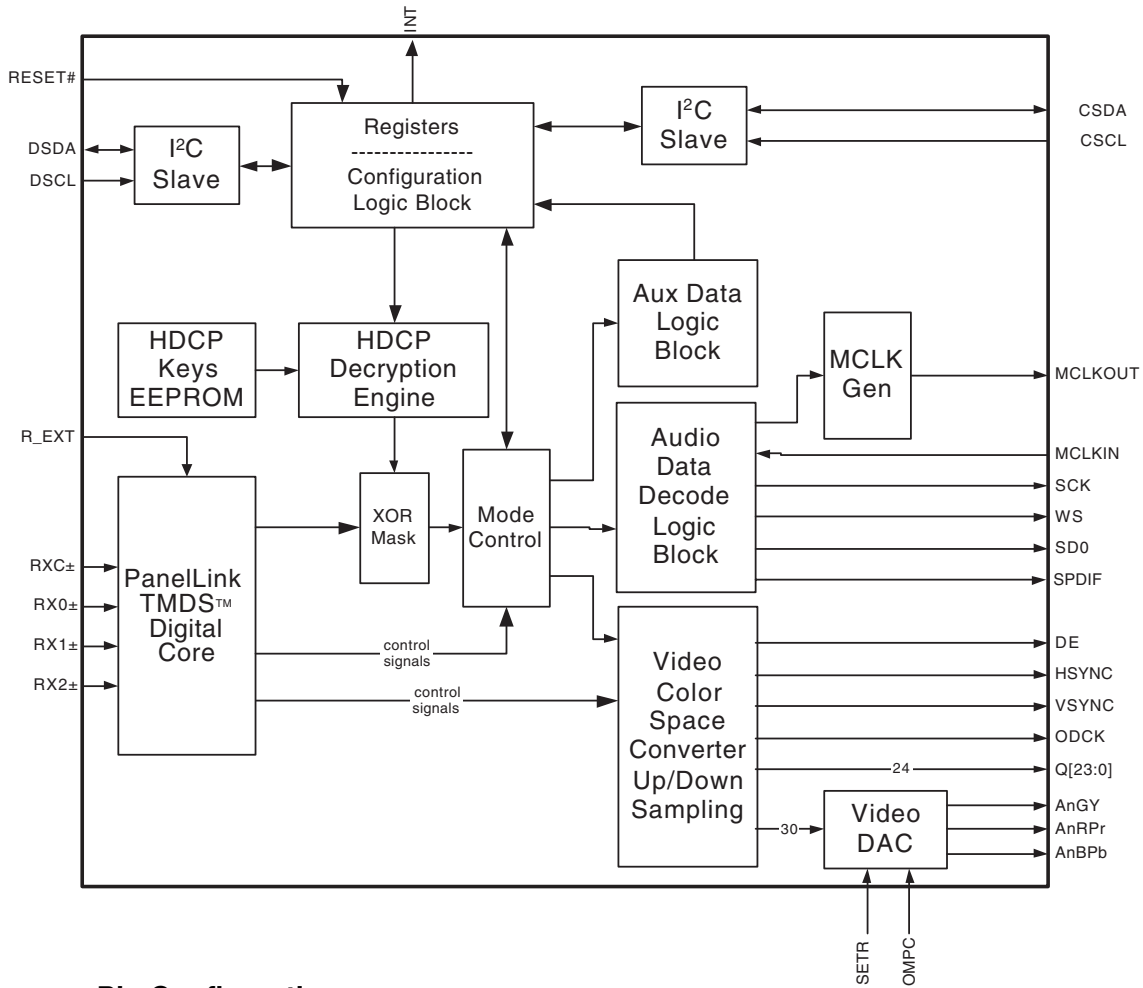 INT
RESET#
DSDA
DSCL
I²C
Slave
Registers
-----------------
Configuration
Logic Block
I²C
Slave
CSDA
CSCL
HDCP
Keys
EEPROM
HDCP
Decryption
Engine
Aux Data
Logic
Block
MCLK
Gen
MCLKOUT
R_EXT
RXC±
RX0±
RX1±
RX2±
PanelLink
TMDS™
Digital
Core
XOR
Mask
Mode
Control
control
signals
control
signals
Audio
Data
Decode
Logic
Block
MCLKIN
SCK
WS
SD0
SPDIF
Video
Color
Space
Converter
Up/Down
Sampling
DE
HSYNC
VSYNC
ODCK
24
Q[23:0]
30
Video
DAC
AnGY
AnRPr
AnBPb
SETR
OMPC